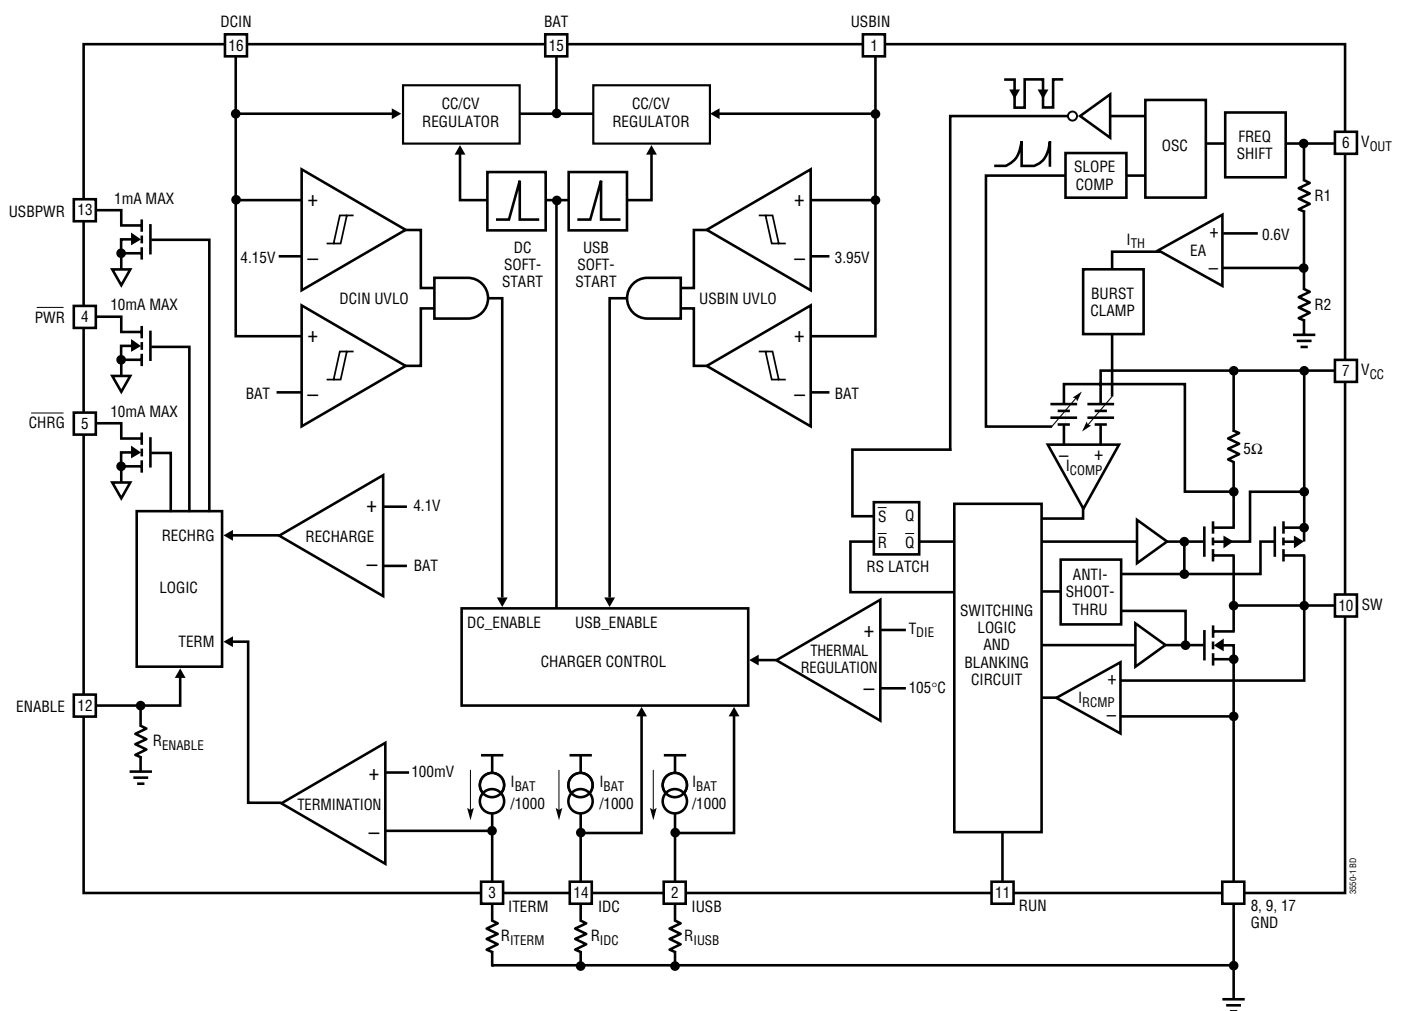 DCIN
BAT
USBIN
16
15
1
CC/CV
REGULATOR
CC/CV
REGULATOR
OSC
FREQ
SHIFT
6
VOUT
SLOPE
COMP
R1
1mA MAX
USBPWR
13
+
4.15V
–
DC
SOFT-
START
USB
SOFT-
START
+
–
3.95V
ITH
EA
+
–
0.6V
DCIN UVLO
USBIN UVLO
BURST
CLAMP
R2
10mA MAX
PWR
4
+
BAT
–
+
–
BAT
7
VCC
10mA MAX
CHRG
5
–
+
ICOMP
5Ω
RECHRG
LOGIC
TERM
+
4.1V
RECHARGE
–
BAT
S
Q
R
Q
RS LATCH
SWITCHING
LOGIC
AND
BLANKING
CIRCUIT
ANTI-
SHOOT-
THRU
10
SW
DC_ENABLE
USB_ENABLE
CHARGER CONTROL
+
TDIE
THERMAL
REGULATION
–
105°C
+
IRCMP
–
ENABLE
12
RENABLE
+
100mV
TERMINATION
–
IBAT
/1000
IBAT
/1000
IBAT
/1000
3
ITERM
14
IDC
2
IUSB
11
RUN
8, 9, 17
GND
3550-1 BD
RITERM
RIDC
RIUSB